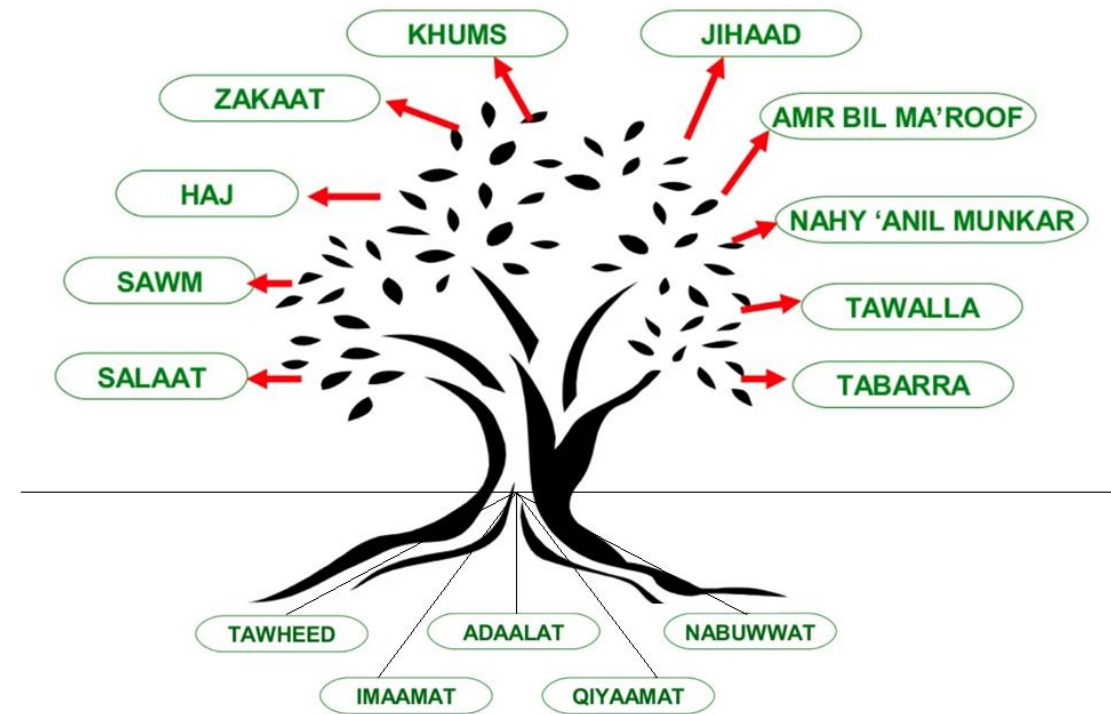 KHUMS
JIHAAD
ZAKAAT
AMR BIL MA’ROOF
HAJ
NAHY ‘ANIL MUNKAR
SAWM
TAWALLA
SALAAT
TABARRA
TAWHEED
ADAALAT
NABUWWAT
IMAAMAT
QIYAAMAT